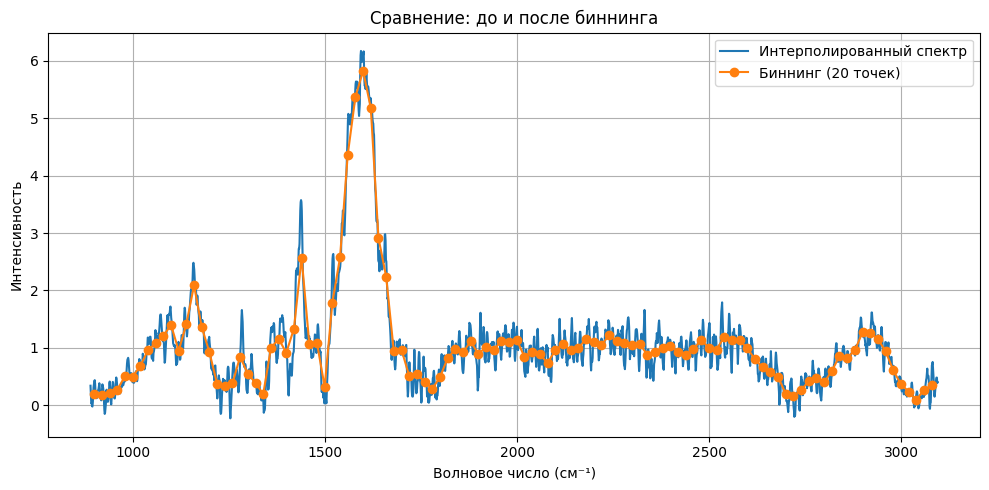 Сравнение: до и после биннинга
Интерполированный спектр
Биннинг (20 точек)
Интенсивность
6
5
4
3
2
1
0
1000 1500 2000 2500 3000
Волновое число (см⁻¹)